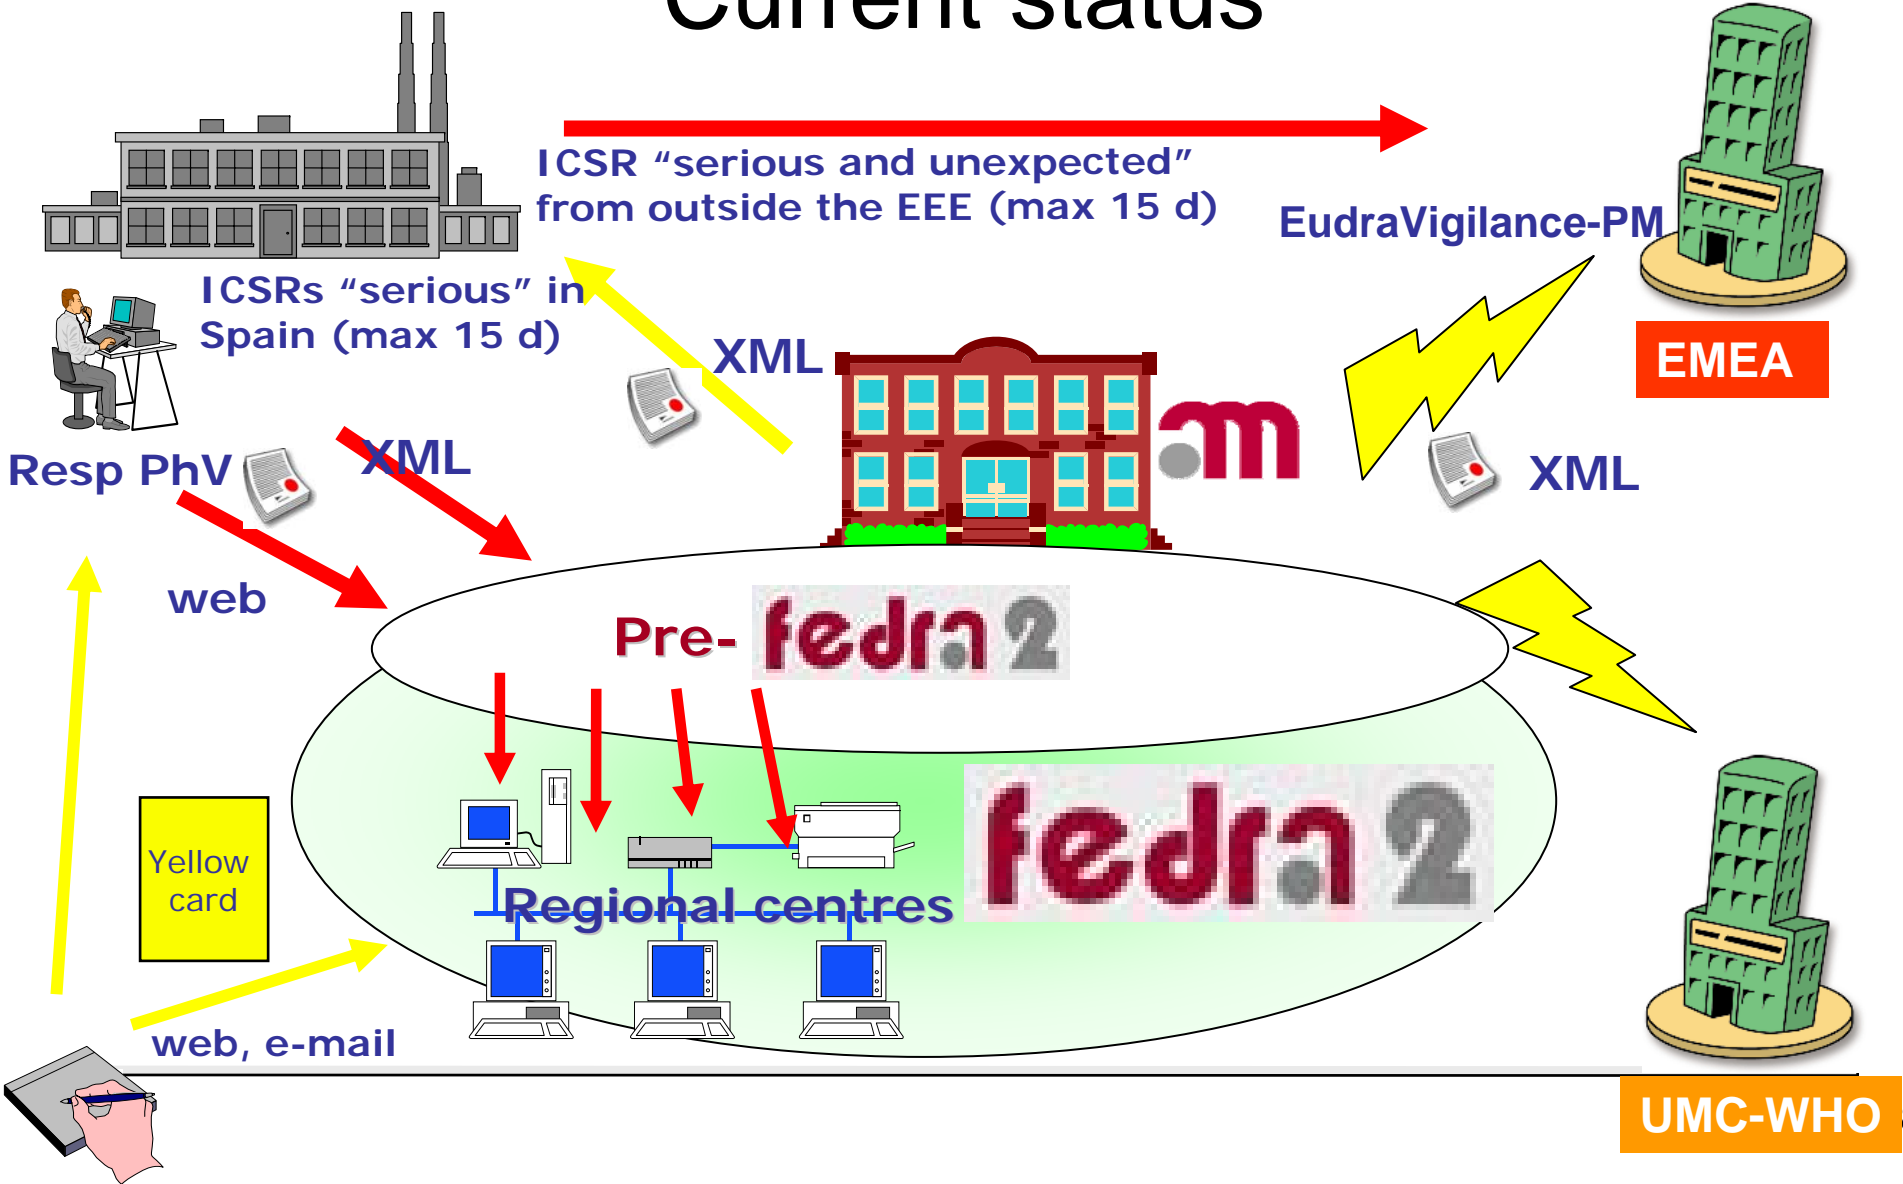 Current status
ICSR “serious and unexpected”
from outside the EEE (max 15 d)
EudraVigilance-PM
ICSRs “serious” in
Spain (max 15 d)
XML
EMEA
Resp PhV
XML
XML
web
Pre- fedra 2
fedra 2
Yellow
card
Regional centres
web, e-mail
UMC-WHO